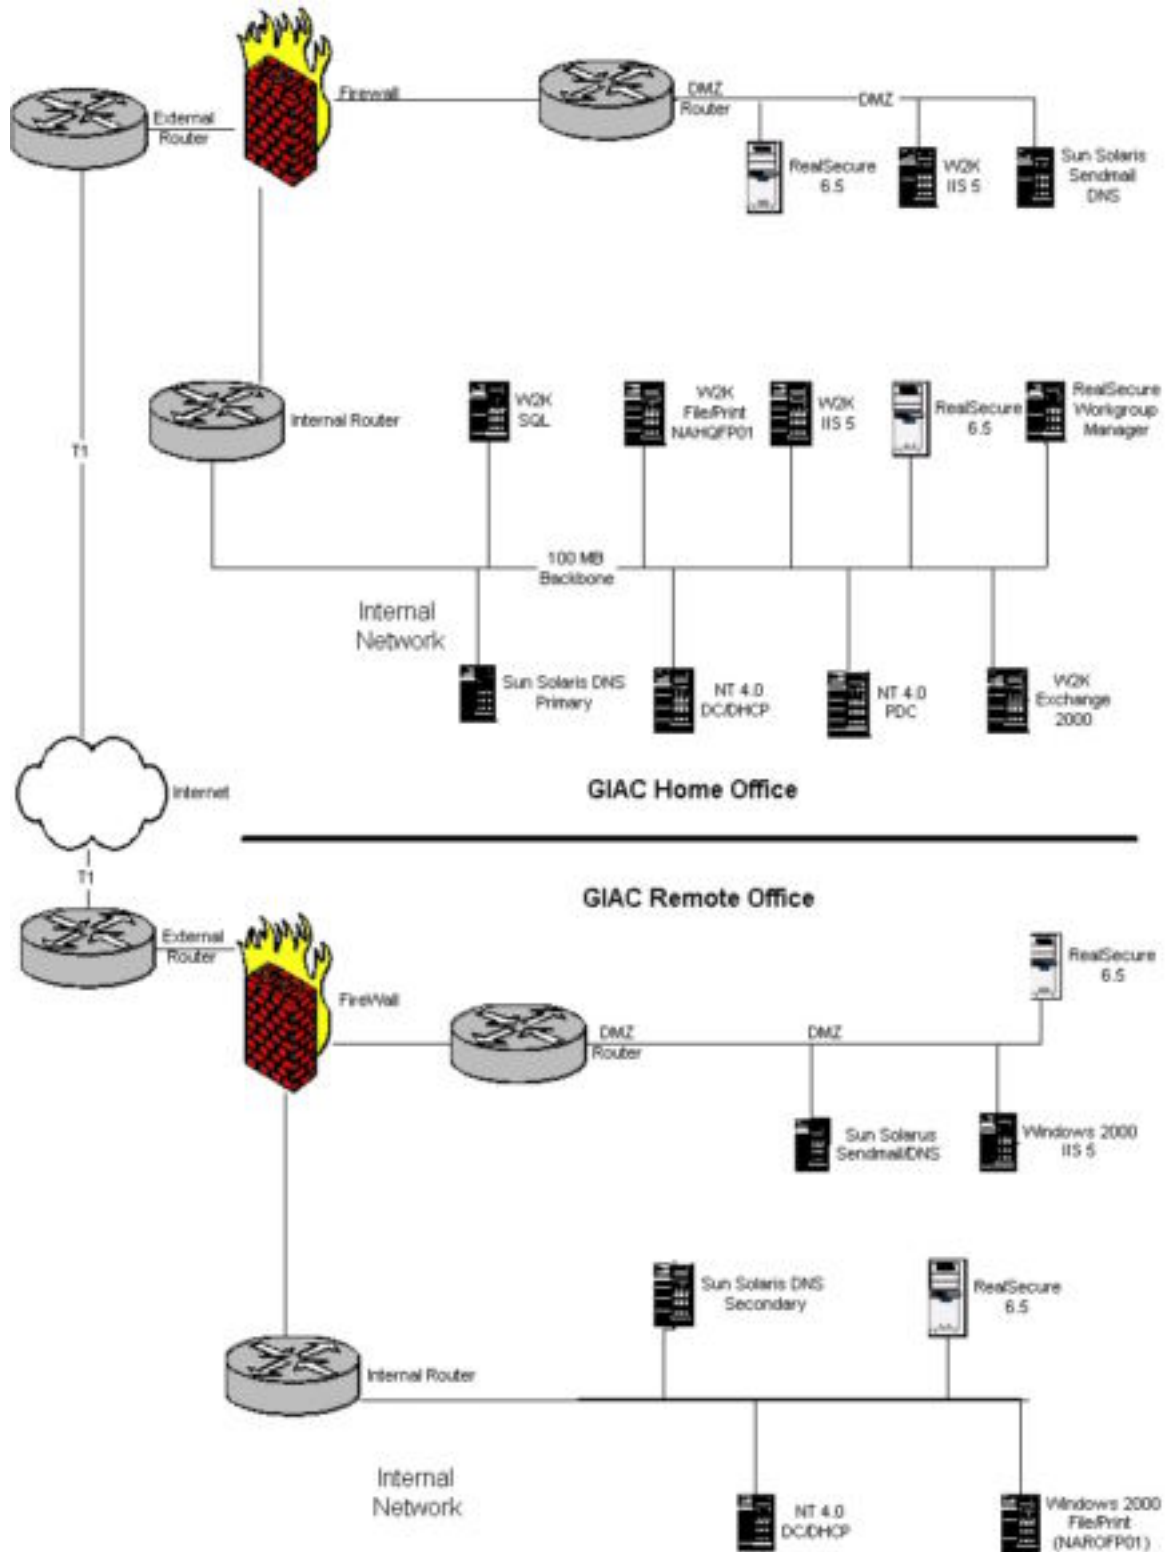 Firewall
DMZ
Router
DMZ
External
Router
RealSecure
6.5
W2K
IIS 5
Sun Solaris
Sendmail
DNS
Internal Router
W2K
SQL
W2K
File/Print
NAHQFP01
W2K
IIS 5
RealSecure
6.5
RealSecure
Workgroup
Manager
T1
100 MB
Backbone
Internal
Network
Sun Solaris DNS
Primary
NT 4.0
DC/DHCP
NT 4.0
PDC
W2K
Exchange
2000
Internet
GIAC Home Office
T1
GIAC Remote Office
External
Router
FireWall
RealSecure
6.5
DMZ
Router
DMZ
Sun Solarus
Sendmail/DNS
Windows 2000
IIS 5
Sun Solaris DNS
Secondary
RealSecure
6.5
Internal Router
Internal
Network
NT 4.0
DC/DHCP
Windows 2000
File/Print
(NAROFP01)